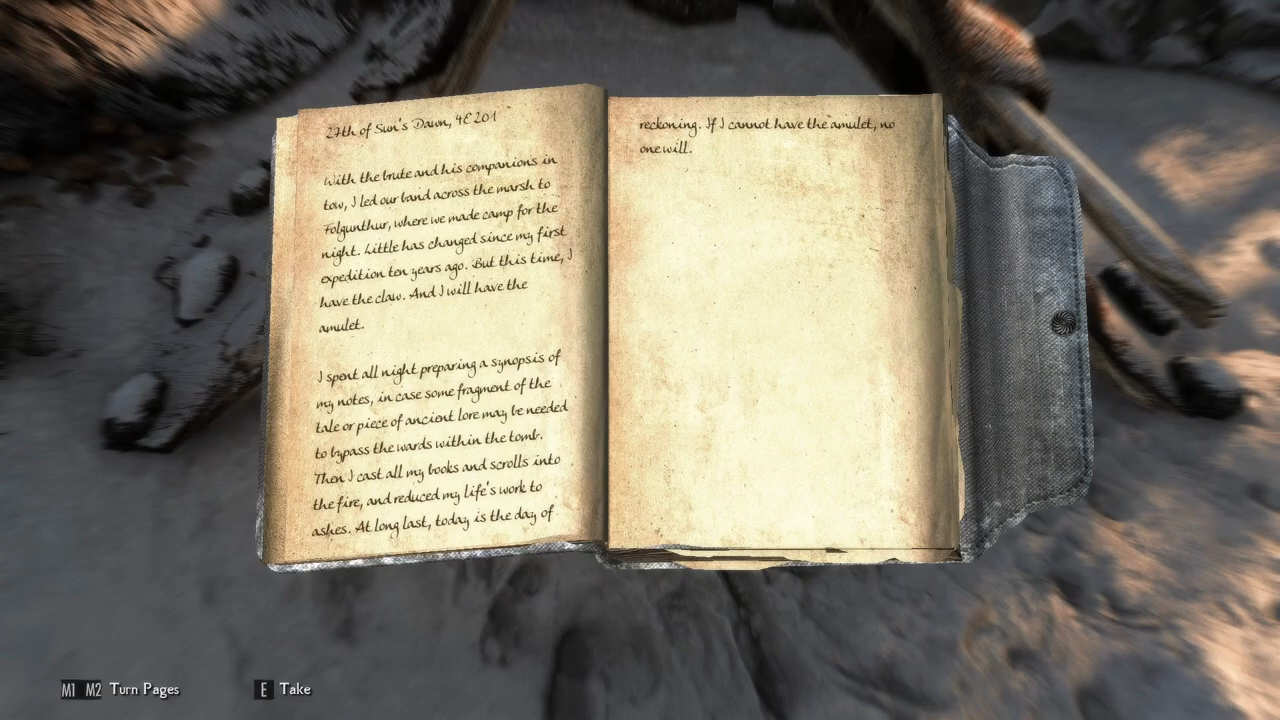 27th of Sun's Dawn, 4E 201
With the brute and his companions in
tow, I led our band across the marsh to
Folgunthur, where we made camp for the
night. Little has changed since my first
expedition ten years ago. But this time, I
have the claw. And I will have the
amulet.
I spent all night preparing a synopsis of
my notes, in case some fragment of the
tale or piece of ancient lore may be needed
to bypass the wards within the tomb.
Then I cast all my books and scrolls into
the fire, and reduced my life's work to
ashes. At long last, today is the day of
reckoning. If I cannot have the amulet, no
one will.
M1 M2 Turn Pages
E Take